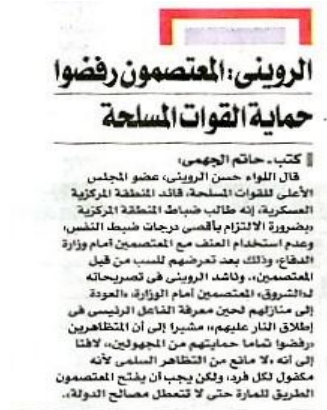 الروينى: المعتصمون رفضوا
حماية القوات المسلحة
كتب ـ حاتم الجهمى:
قال اللواء حسن الروينى، عضو المجلس
الأعلى للقوات المسلحة، قائد المنطقة المركزية
العسكرية، إنه طالب ضباط المنطقة المركزية
«بضرورة الالتزام بأقصى درجات ضبط النفس،
وعدم استخدام العنف مع المعتصمين أمام وزارة
الدفاع، وذلك بعد تعرضهم للسب من قبل
المعتصمين». وناشد الروينى فى تصريحاته
لـ«الشروق» المعتصمين أمام الوزارة، «العودة
إلى منازلهم لحين معرفة الفاعل الرئيسى فى
إطلاق النار عليهم»، مشيرا إلى أن المتظاهرين
«رفضوا تماما حمايتهم من المجهولين»، لافتا
إلى أنه «لا مانع من التظاهر السلمى لأنه
مكفول لكل فرد، ولكن يجب أن يفتح المعتصمون
الطريق للمارة حتى لا تتعطل مصالح الدولة».